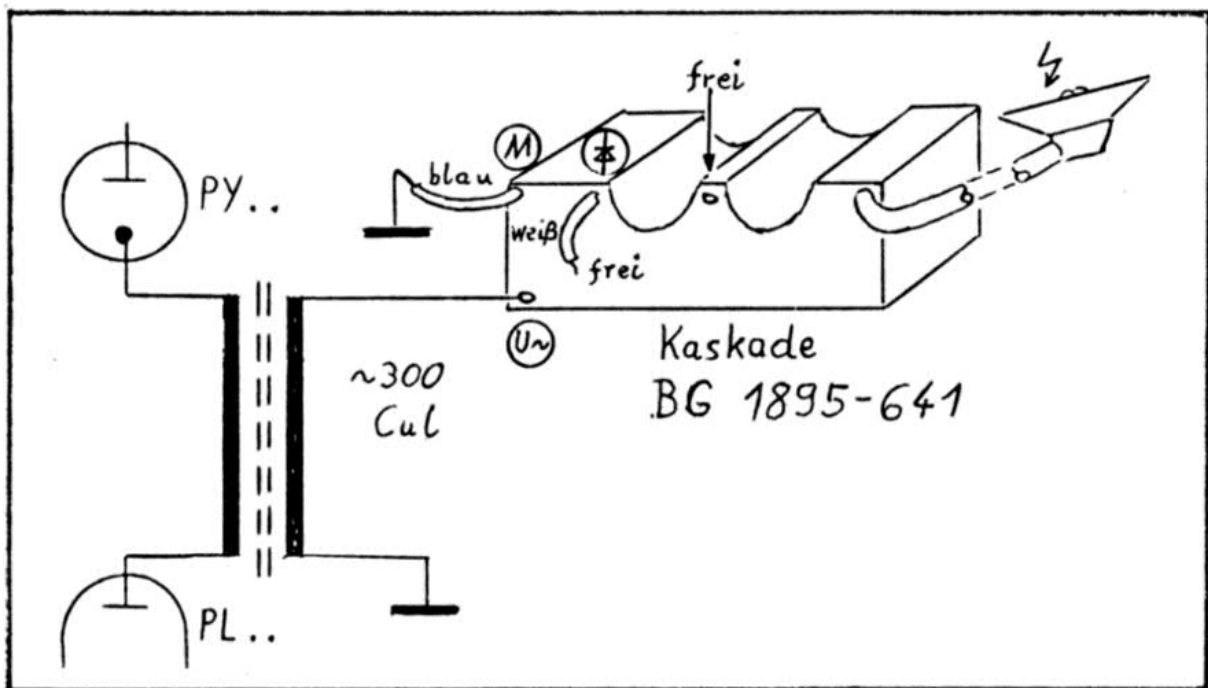 frei
M
blau
PY..
weiß
frei
U~
Kaskade
BG 1895-641
~300
CuL
PL..